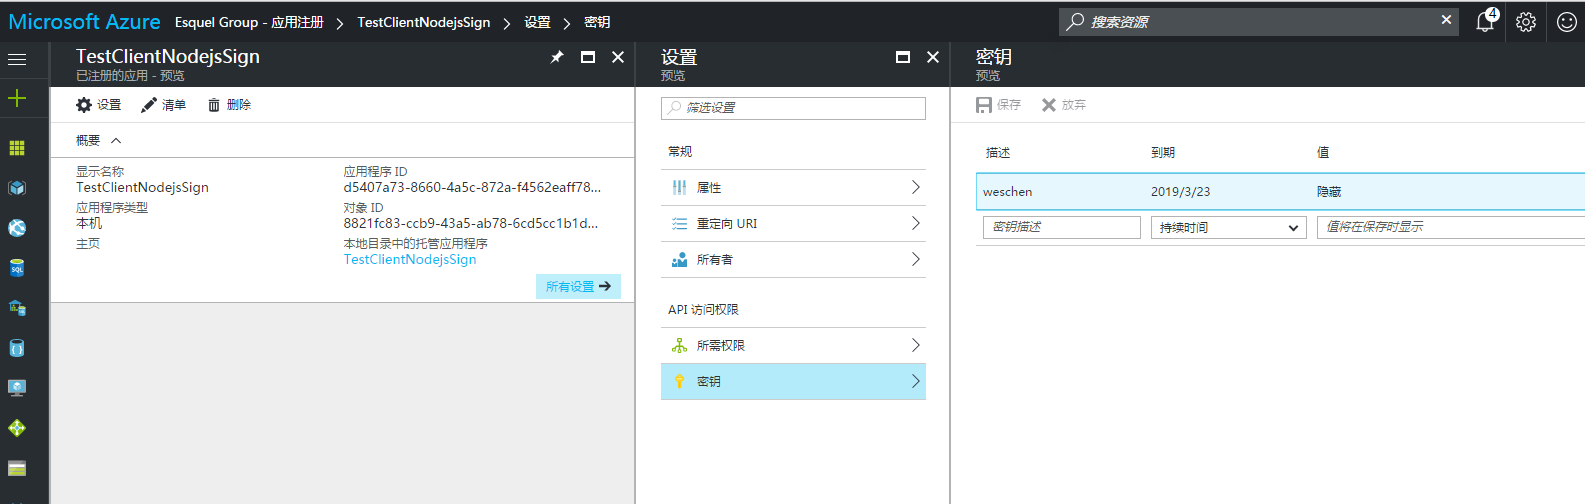 Microsoft Azure Esquel Group - 应用注册 > TestClientNodejsSign > 设置 > 密钥
搜索资源
4
TestClientNodejsSign
已注册的应用 - 预览
设置 清单 删除
概要
显示名称
TestClientNodejsSign
应用程序类型
本机
主页
应用程序 ID
d5407a73-8660-4a5c-872a-f4562eaff78...
对象 ID
8821fc83-ccb9-43a5-ab78-6cd5cc1b1d...
本地目录中的托管应用程序
TestClientNodejsSign
所有设置
SQL
设置
预览
筛选设置
常规
属性
重定向 URI
所有者
API 访问权限
所需权限
密钥
密钥
预览
保存 放弃
描述 到期 值
weschen 2019/3/23 隐藏
密钥描述 持续时间 值将在保存时显示